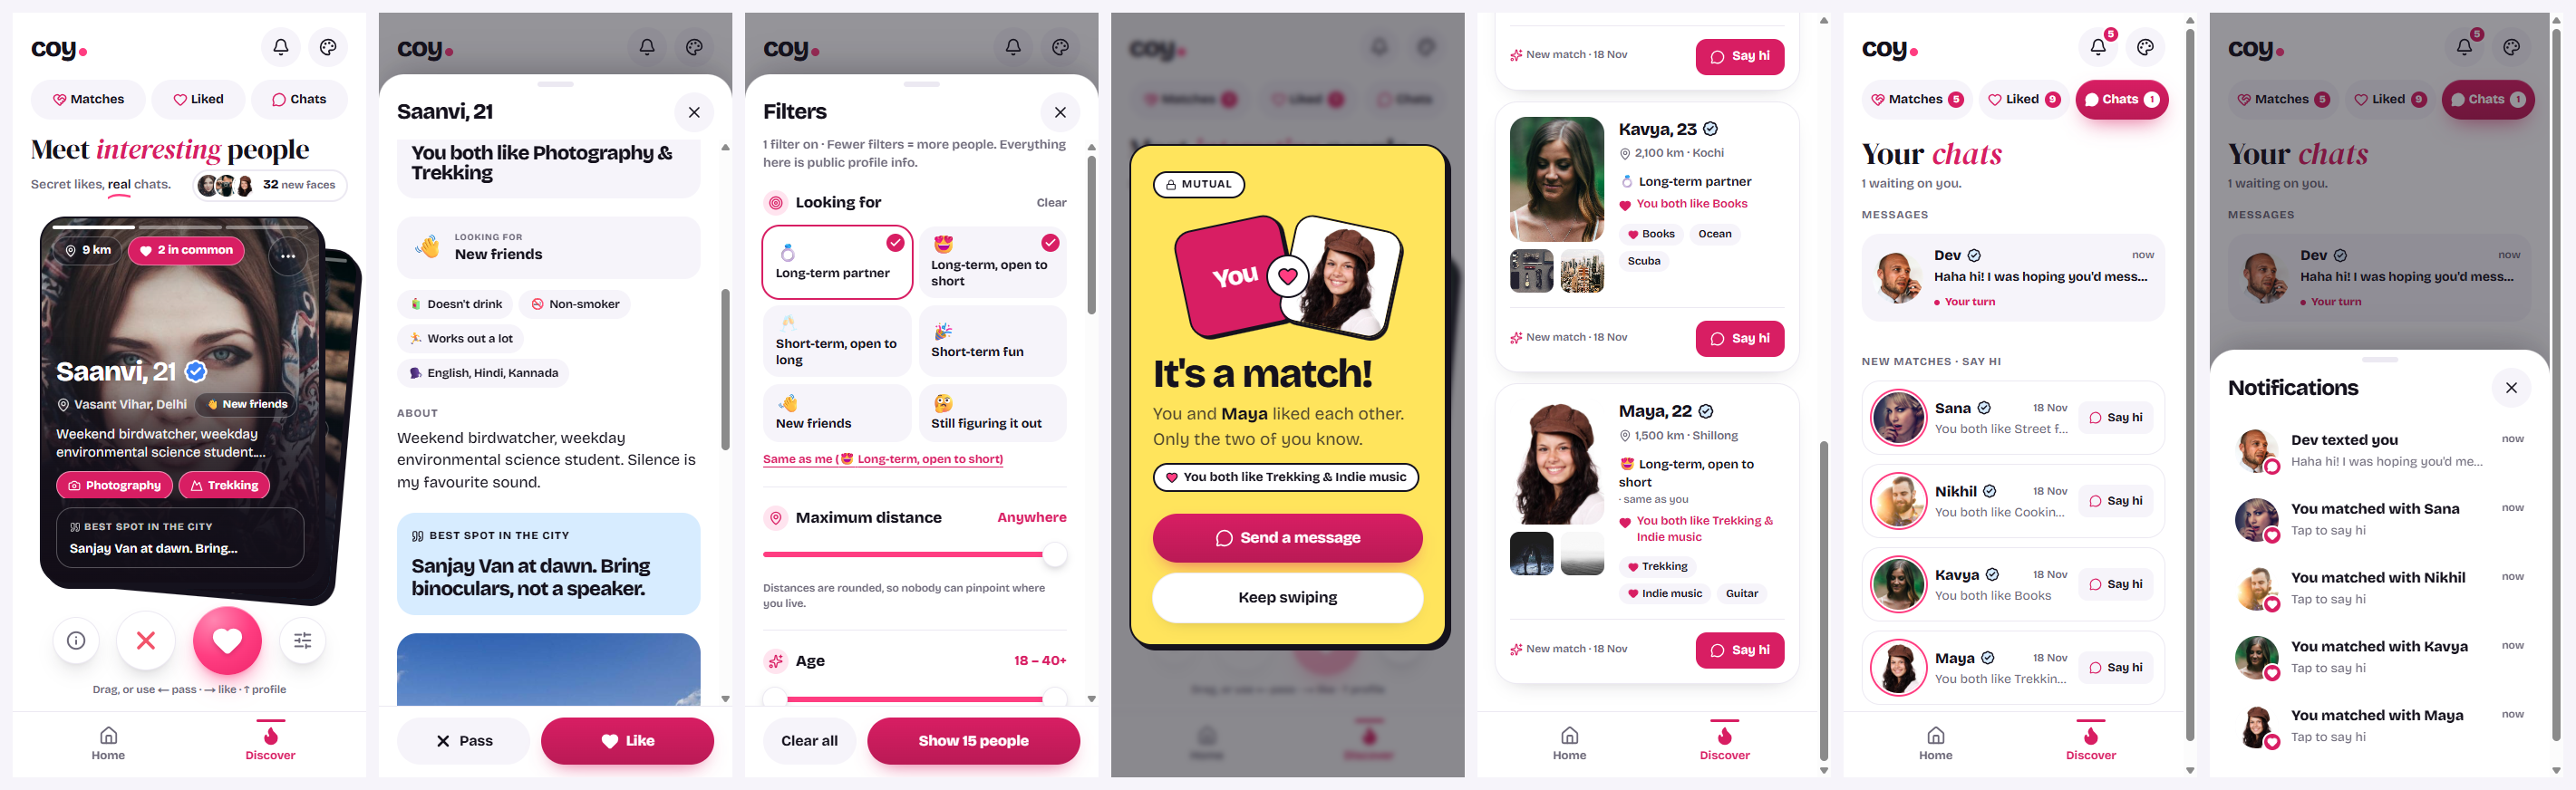 coy.
Matches
Liked
Chats
Meet interesting people
Secret likes, real chats.
32 new faces
9 km
2 in common
Saanvi, 21
Vasant Vihar, Delhi
New friends
Weekend birdwatcher, weekday
environmental science student....
Photography
Trekking
BEST SPOT IN THE CITY
Sanjay Van at dawn. Bring...
Drag, or use ← pass · → like · ↑ profile
Home
Discover
coy.
Saanvi, 21
You both like Photography &
Trekking
LOOKING FOR
New friends
Doesn't drink
Non-smoker
Works out a lot
English, Hindi, Kannada
ABOUT
Weekend birdwatcher, weekday
environmental science student. Silence is
my favourite sound.
BEST SPOT IN THE CITY
Sanjay Van at dawn. Bring
binoculars, not a speaker.
Pass
Like
coy.
Filters
1 filter on · Fewer filters = more people. Everything
here is public profile info.
Looking for
Clear
Long-term partner
Long-term, open to
short
Short-term, open to
long
Short-term fun
New friends
Still figuring it out
Same as me (😍 Long-term, open to short)
Maximum distance
Anywhere
Distances are rounded, so nobody can pinpoint where
you live.
Age
18 – 40+
Clear all
Show 15 people
coy.
Matches
Liked
Chats
MUTUAL
You
It's a match!
You and Maya liked each other.
Only the two of you know.
You both like Trekking & Indie music
Send a message
Keep swiping
Drag, or use ← pass · → like · ↑ profile
Home
Discover
New match · 18 Nov
Say hi
Kavya, 23
2,100 km · Kochi
Long-term partner
You both like Books
Books
Ocean
Scuba
New match · 18 Nov
Say hi
Maya, 22
1,500 km · Shillong
Long-term, open to
short
· same as you
You both like Trekking &
Indie music
Trekking
Indie music
Guitar
New match · 18 Nov
Say hi
Home
Discover
coy.
5
Matches 5
Liked 9
Chats 1
Your chats
1 waiting on you.
MESSAGES
Dev
now
Haha hi! I was hoping you'd mess...
Your turn
NEW MATCHES · SAY HI
Sana
18 Nov
You both like Street f...
Say hi
Nikhil
18 Nov
You both like Cookin...
Say hi
Kavya
18 Nov
You both like Books
Say hi
Maya
18 Nov
You both like Trekkin...
Say hi
Home
Discover
coy.
5
Matches 5
Liked 9
Chats 1
Your chats
1 waiting on you.
MESSAGES
Dev
now
Haha hi! I was hoping you'd mess...
Your turn
Notifications
Dev texted you
now
Haha hi! I was hoping you'd me...
You matched with Sana
now
Tap to say hi
You matched with Nikhil
now
Tap to say hi
You matched with Kavya
now
Tap to say hi
You matched with Maya
now
Tap to say hi